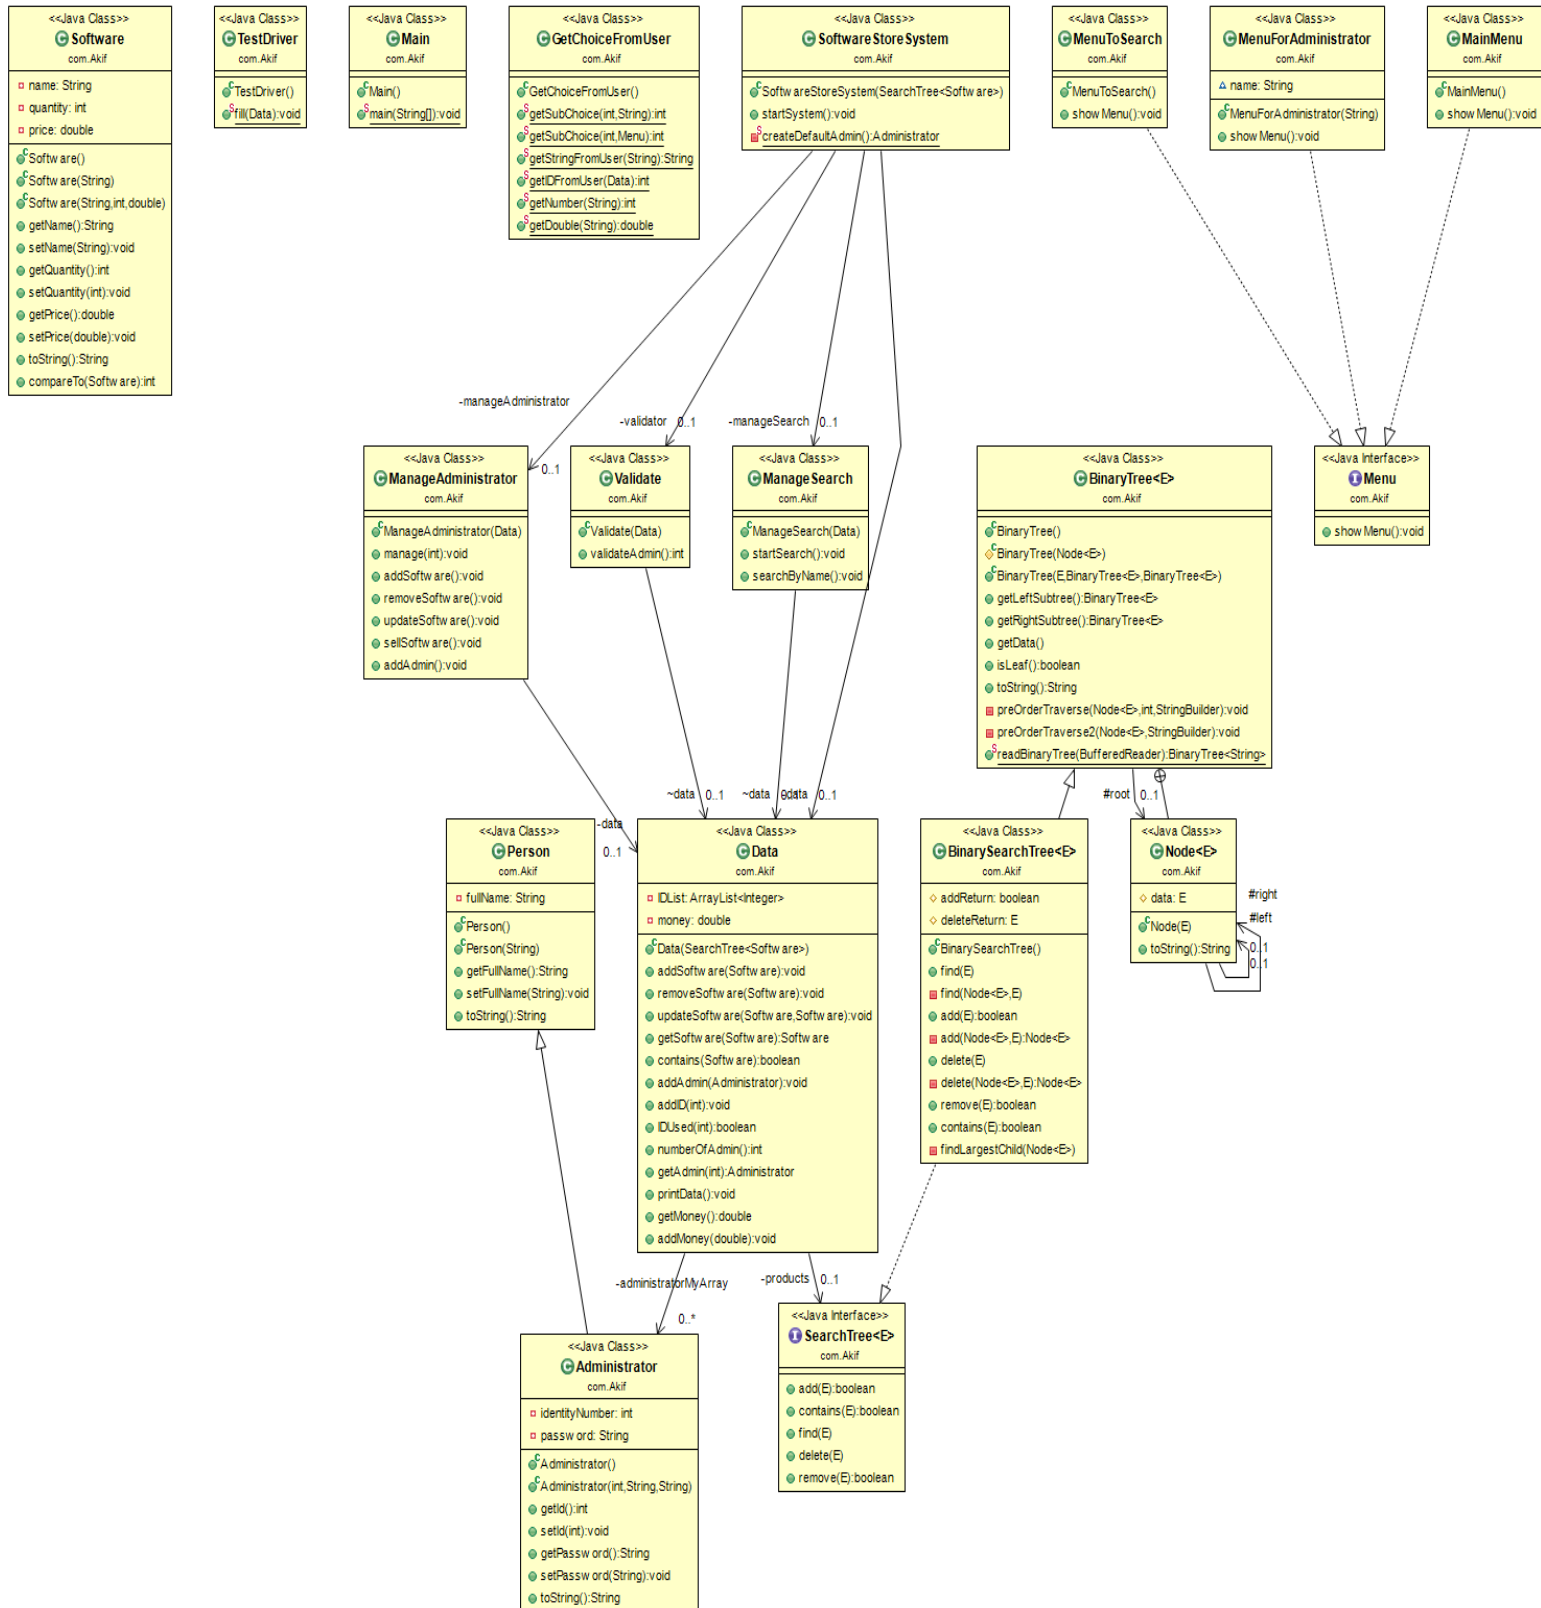 <<Java Class>>
Software
com.Akif
name: String
quantity: int
price: double
Software()
Software(String)
Software(String,int,double)
getName():String
setName(String):void
getQuantity():int
setQuantity(int):void
getPrice():double
setPrice(double):void
toString():String
compareTo(Software):int
<<Java Class>>
TestDriver
com.Akif
TestDriver()
fill(Data):void
<<Java Class>>
Main
com.Akif
Main()
main(String[]):void
<<Java Class>>
GetChoiceFromUser
com.Akif
GetChoiceFromUser()
getSubChoice(int,String):int
getSubChoice(int,Menu):int
getStringFromUser(String):String
getIDFromUser(Data):int
getNumber(String):int
getDouble(String):double
<<Java Class>>
SoftwareStoreSystem
com.Akif
SoftwareStoreSystem(SearchTree<Software>)
startSystem():void
createDefaultAdmin():Administrator
<<Java Class>>
MenuToSearch
com.Akif
MenuToSearch()
showMenu():void
<<Java Class>>
MenuForAdministrator
com.Akif
name: String
MenuForAdministrator(String)
showMenu():void
<<Java Class>>
MainMenu
com.Akif
MainMenu()
showMenu():void
-manageAdministrator
0..1
-validator
0..1
-manageSearch
0..1
<<Java Class>>
ManageAdministrator
com.Akif
ManageAdministrator(Data)
manage(int):void
addSoftware():void
removeSoftware():void
updateSoftware():void
sellSoftware():void
addAdmin():void
<<Java Class>>
Validate
com.Akif
Validate(Data)
validateAdmin():int
<<Java Class>>
ManageSearch
com.Akif
ManageSearch(Data)
startSearch():void
searchByName():void
<<Java Class>>
BinaryTree<E>
com.Akif
BinaryTree()
BinaryTree(Node<E>)
BinaryTree(E,BinaryTree<E>,BinaryTree<E>)
getLeftSubtree():BinaryTree<E>
getRightSubtree():BinaryTree<E>
getData()
isLeaf():boolean
toString():String
preOrderTraverse(Node<E>,int,StringBuilder):void
preOrderTraverse2(Node<E>,StringBuilder):void
readBinaryTree(BufferedReader):BinaryTree<String>
<<Java Interface>>
Menu
com.Akif
showMenu():void
-data
0..1
~data
0..1
~data
0..1
#root
0..1
<<Java Class>>
Person
com.Akif
fullName: String
Person()
Person(String)
getFullName():String
setFullName(String):void
toString():String
<<Java Class>>
Data
com.Akif
IDList: ArrayList<Integer>
money: double
Data(SearchTree<Software>)
addSoftware(Software):void
removeSoftware(Software):void
updateSoftware(Software,Software):void
getSoftware(Software):Software
contains(Software):boolean
addAdmin(Administrator):void
addID(int):void
IDUsed(int):boolean
numberOfAdmin():int
getAdmin(int):Administrator
printData():void
getMoney():double
addMoney(double):void
<<Java Class>>
BinarySearchTree<E>
com.Akif
addReturn: boolean
deleteReturn: E
BinarySearchTree()
find(E)
find(Node<E>,E)
add(E):boolean
add(Node<E>,E):Node<E>
delete(E)
delete(Node<E>,E):Node<E>
remove(E):boolean
contains(E):boolean
findLargestChild(Node<E>)
<<Java Class>>
Node<E>
com.Akif
data: E
Node(E)
toString():String
#right
#left
0..1
0..1
-administratorMyArray
0..*
-products
0..1
<<Java Class>>
Administrator
com.Akif
identityNumber: int
password: String
Administrator()
Administrator(int,String,String)
getId():int
setId(int):void
getPassword():String
setPassword(String):void
toString():String
<<Java Interface>>
SearchTree<E>
com.Akif
add(E):boolean
contains(E):boolean
find(E)
delete(E)
remove(E):boolean